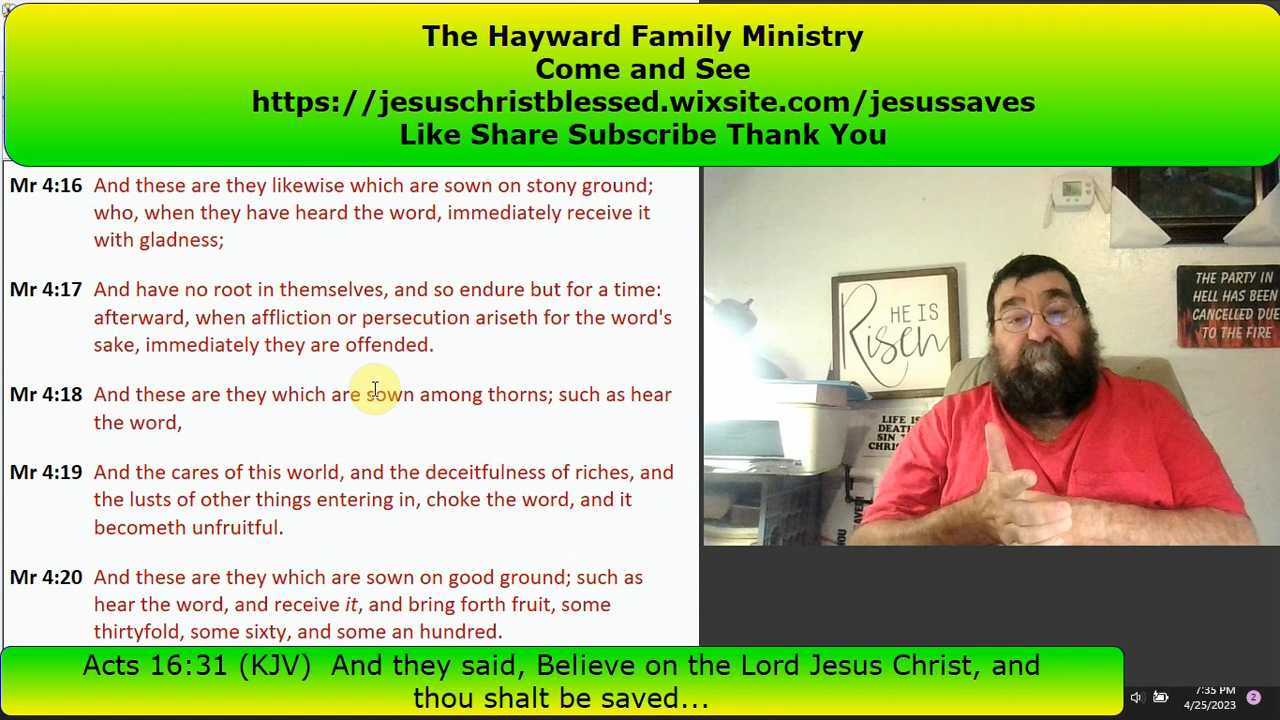 The Hayward Family Ministry
Come and See
https://jesuschristblessed.wixsite.com/jesussaves
Like Share Subscribe Thank You
Mr 4:16 And these are they likewise which are sown on stony ground;
who, when they have heard the word, immediately receive it
with gladness;
Mr 4:17 And have no root in themselves, and so endure but for a time:
afterward, when affliction or persecution ariseth for the word's
sake, immediately they are offended.
Mr 4:18 And these are they which are sown among thorns; such as hear
the word,
Mr 4:19 And the cares of this world, and the deceitfulness of riches, and
the lusts of other things entering in, choke the word, and it
becometh unfruitful.
Mr 4:20 And these are they which are sown on good ground; such as
hear the word, and receive it, and bring forth fruit, some
thirtyfold, some sixty, and some an hundred.
HE IS
Risen
THE PARTY IN
HELL HAS BEEN
CANCELLED DUE
TO THE FIRE
LIFE IS
DEATH
SIN
CHRIS
Acts 16:31 (KJV) And they said, Believe on the Lord Jesus Christ, and
thou shalt be saved...
7:35 PM
4/25/2023
2